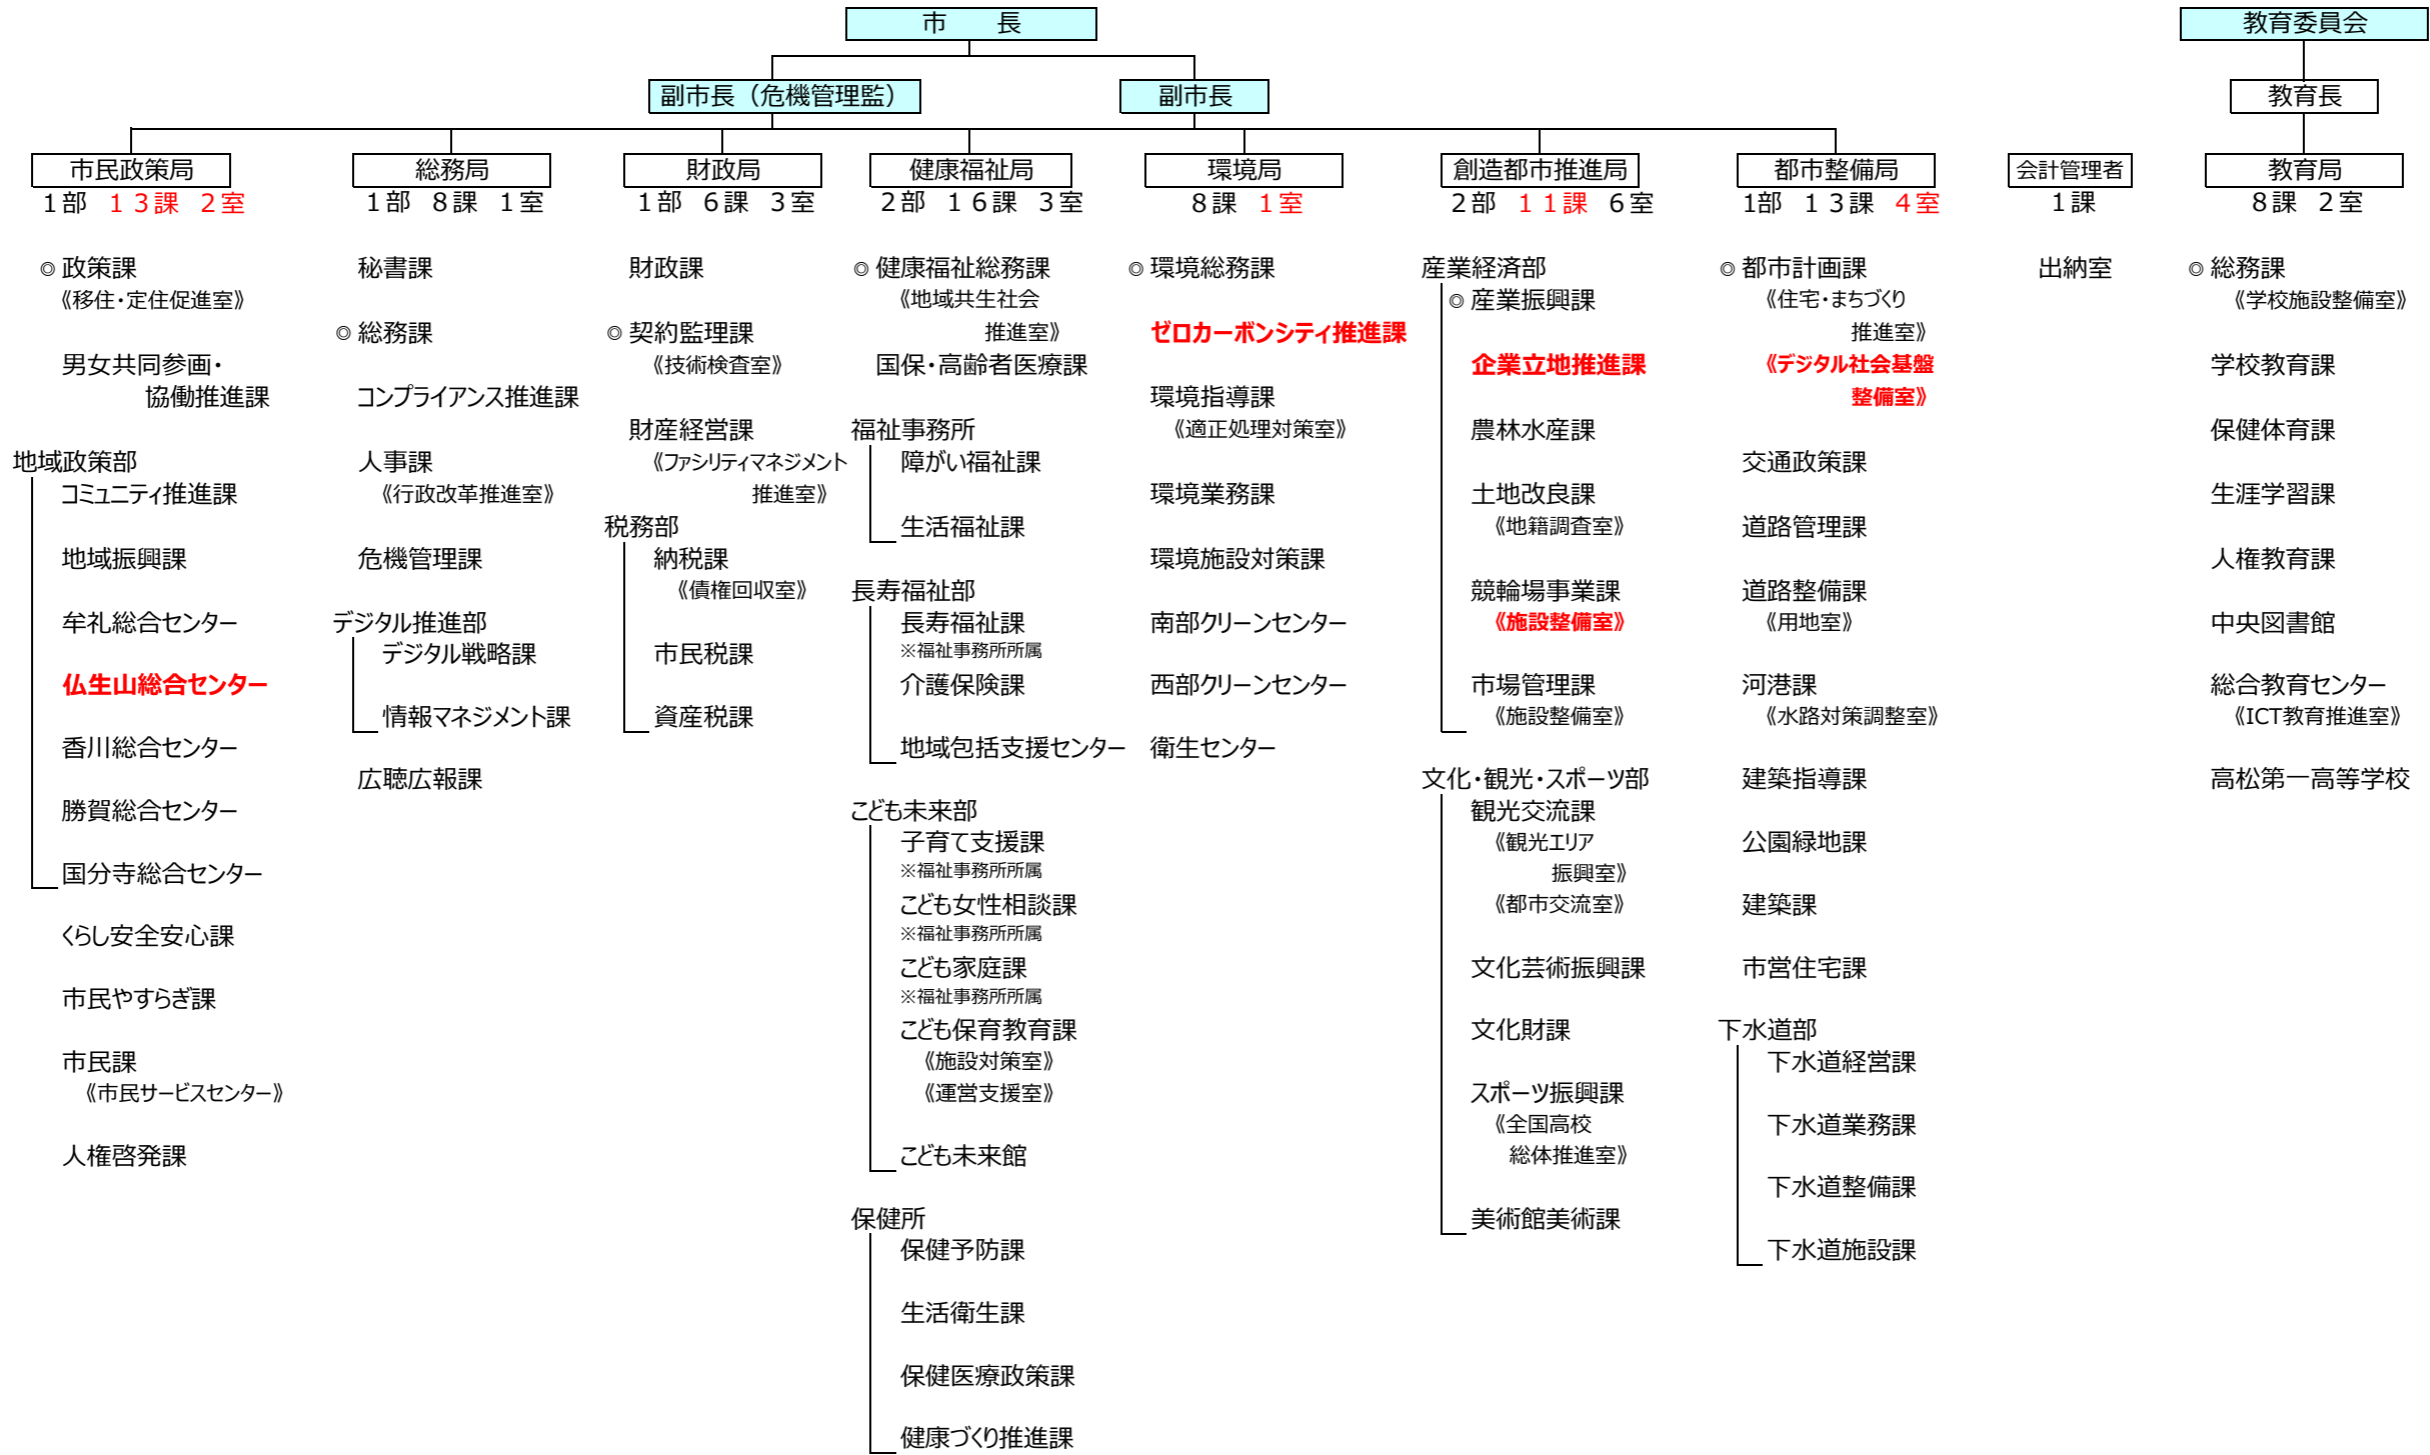 市　　長
教育委員会
副市長（危機管理監）
副市長
教育長
市民政策局
1部　１３課　２室
◎ 政策課
《移住・定住促進室》
男女共同参画・
協働推進課
地域政策部
コミュニティ推進課
地域振興課
牟礼総合センター
仏生山総合センター
香川総合センター
勝賀総合センター
国分寺総合センター
くらし安全安心課
市民やすらぎ課
市民課
《市民サービスセンター》
人権啓発課
総務局
１部　８課　１室
秘書課
◎ 総務課
コンプライアンス推進課
人事課
《行政改革推進室》
危機管理課
デジタル推進部
デジタル戦略課
情報マネジメント課
広聴広報課
財政局
１部　６課　３室
財政課
◎ 契約監理課
《技術検査室》
財産経営課
《ファシリティマネジメント
推進室》
税務部
納税課
《債権回収室》
市民税課
資産税課
健康福祉局
２部　１６課　３室
◎ 健康福祉総務課
《地域共生社会
推進室》
国保・高齢者医療課
福祉事務所
障がい福祉課
生活福祉課
長寿福祉部
長寿福祉課
※福祉事務所所属
介護保険課
地域包括支援センター
こども未来部
子育て支援課
※福祉事務所所属
こども女性相談課
※福祉事務所所属
こども家庭課
※福祉事務所所属
こども保育教育課
《施設対策室》
《運営支援室》
こども未来館
保健所
保健予防課
生活衛生課
保健医療政策課
健康づくり推進課
環境局
８課　１室
◎ 環境総務課
ゼロカーボンシティ推進課
環境指導課
《適正処理対策室》
環境業務課
環境施設対策課
南部クリーンセンター
西部クリーンセンター
衛生センター
創造都市推進局
２部　１１課　６室
産業経済部
◎ 産業振興課
企業立地推進課
農林水産課
土地改良課
《地籍調査室》
競輪場事業課
《施設整備室》
市場管理課
《施設整備室》
文化・観光・スポーツ部
観光交流課
《観光エリア
振興室》
《都市交流室》
文化芸術振興課
文化財課
スポーツ振興課
《全国高校
総体推進室》
美術館美術課
都市整備局
1部　１３課　４室
◎ 都市計画課
《住宅・まちづくり
推進室》
《デジタル社会基盤
整備室》
交通政策課
道路管理課
道路整備課
《用地室》
河港課
《水路対策調整室》
建築指導課
公園緑地課
建築課
市営住宅課
下水道部
下水道経営課
下水道業務課
下水道整備課
下水道施設課
会計管理者
１課
出納室
教育局
８課　２室
◎ 総務課
《学校施設整備室》
学校教育課
保健体育課
生涯学習課
人権教育課
中央図書館
総合教育センター
《ICT教育推進室》
高松第一高等学校